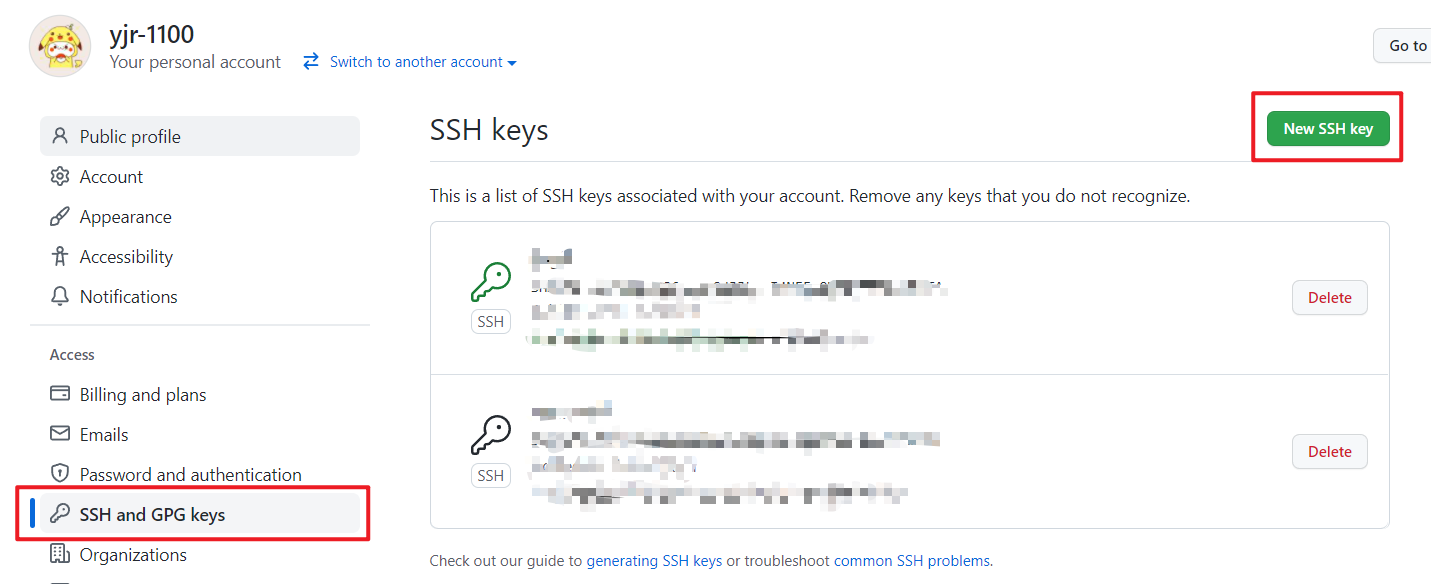 yjr-1100
Your personal account Switch to another account
Go to
Public profile
Account
Appearance
Accessibility
Notifications
Access
Billing and plans
Emails
Password and authentication
SSH and GPG keys
Organizations
SSH keys
New SSH key
This is a list of SSH keys associated with your account. Remove any keys that you do not recognize.
SSH
Delete
SSH
Delete
Check out our guide to generating SSH keys or troubleshoot common SSH problems.